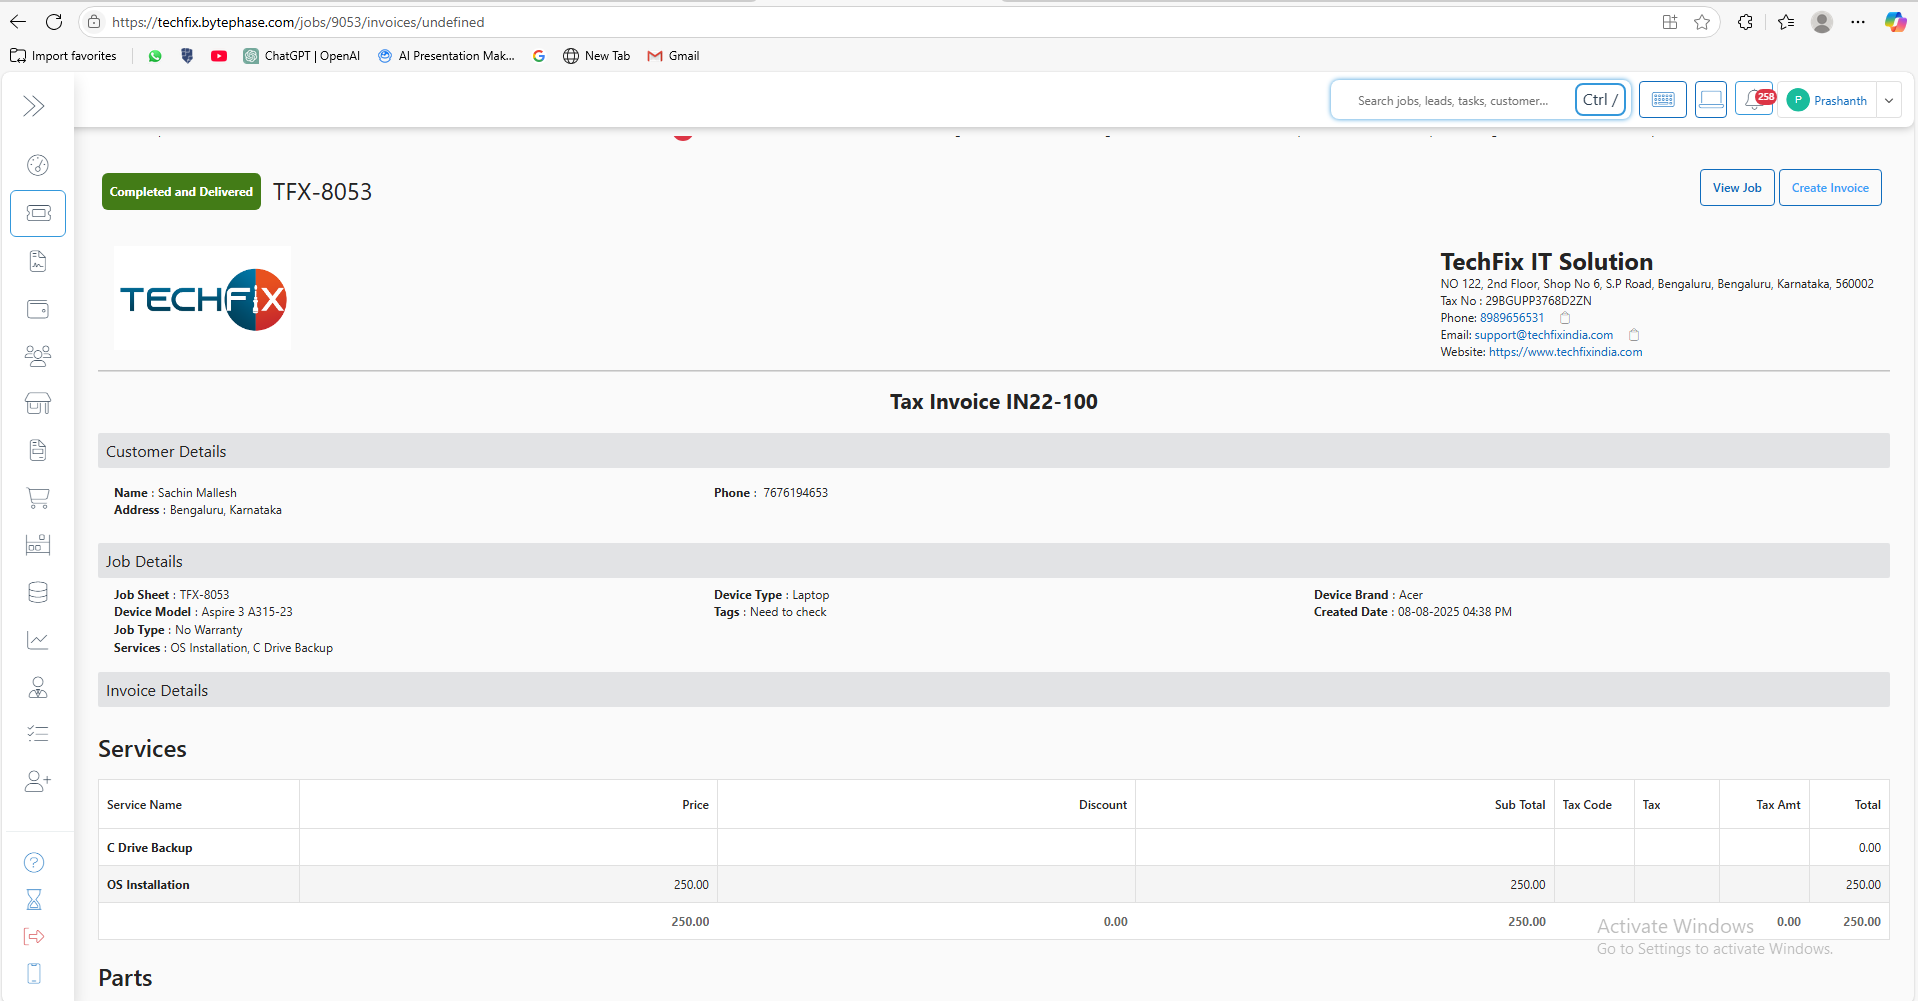 https://techfix.bytephase.com/jobs/9053/invoices/undefined
Import favorites
ChatGPT | OpenAI
AI Presentation Mak...
New Tab
Gmail
Search jobs, leads, tasks, customer...
Ctrl /
258
P
Prashanth
Completed and Delivered
TFX-8053
View Job
Create Invoice
TECHFiX
TechFix IT Solution
NO 122, 2nd Floor, Shop No 6, S.P Road, Bengaluru, Bengaluru, Karnataka, 560002
Tax No : 29BGUPP3768D2ZN
Phone: 8989656531
Email: support@techfixindia.com
Website: https://www.techfixindia.com
Tax Invoice IN22-100
Customer Details
Name : Sachin Mallesh
Phone : 7676194653
Address : Bengaluru, Karnataka
Job Details
Job Sheet : TFX-8053
Device Type : Laptop
Device Brand : Acer
Device Model : Aspire 3 A315-23
Tags : Need to check
Created Date : 08-08-2025 04:38 PM
Job Type : No Warranty
Services : OS Installation, C Drive Backup
Invoice Details
Services
Service Name Price Discount Sub Total Tax Code Tax Tax Amt Total
C Drive Backup 0.00
OS Installation 250.00 250.00 250.00
250.00 0.00 250.00 0.00 250.00
Activate Windows
Go to Settings to activate Windows.
Parts